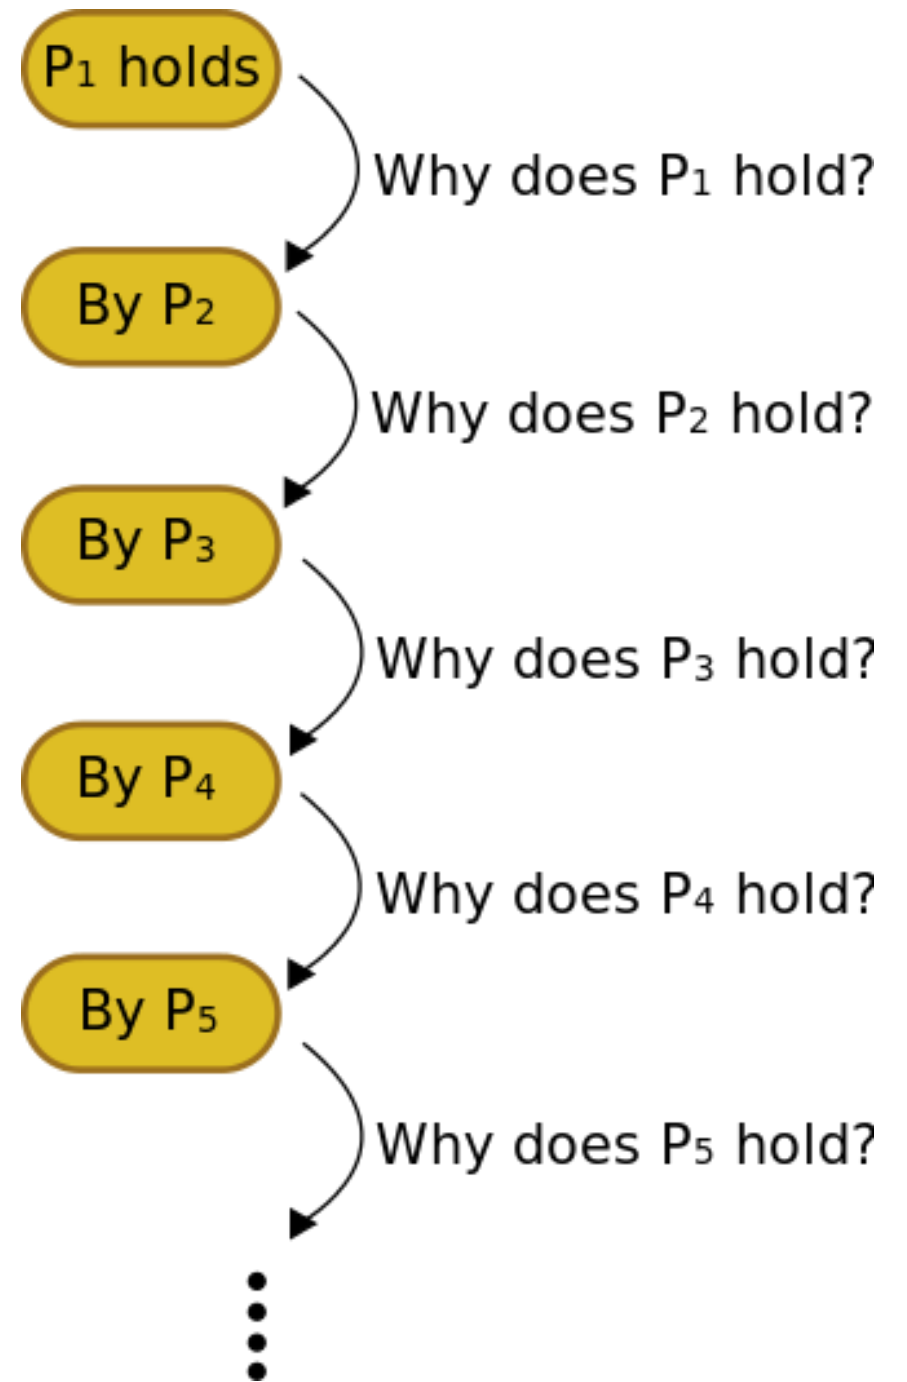 P₁ holds
Why does P₁ hold?
By P₂
Why does P₂ hold?
By P₃
Why does P₃ hold?
By P₄
Why does P₄ hold?
By P₅
Why does P₅ hold?